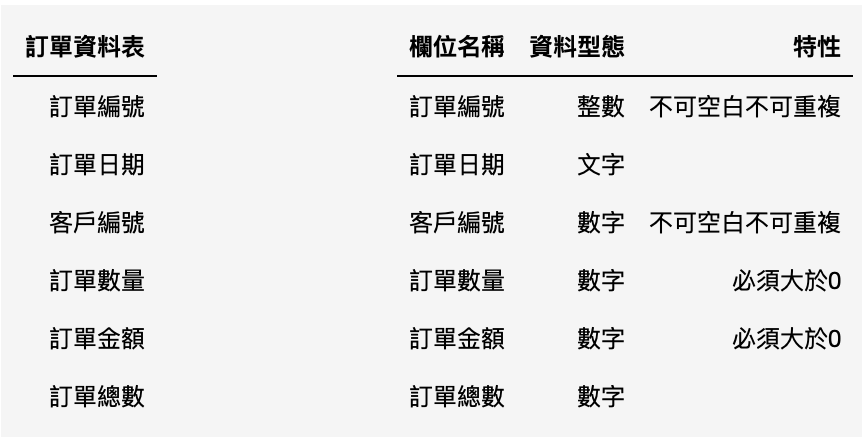 訂單資料表 欄位名稱 資料型態 特性
訂單編號 訂單編號 整數 不可空白不可重複
訂單日期 訂單日期 文字
客戶編號 客戶編號 數字 不可空白不可重複
訂單數量 訂單數量 數字 必須大於0
訂單金額 訂單金額 數字 必須大於0
訂單總數 訂單總數 數字